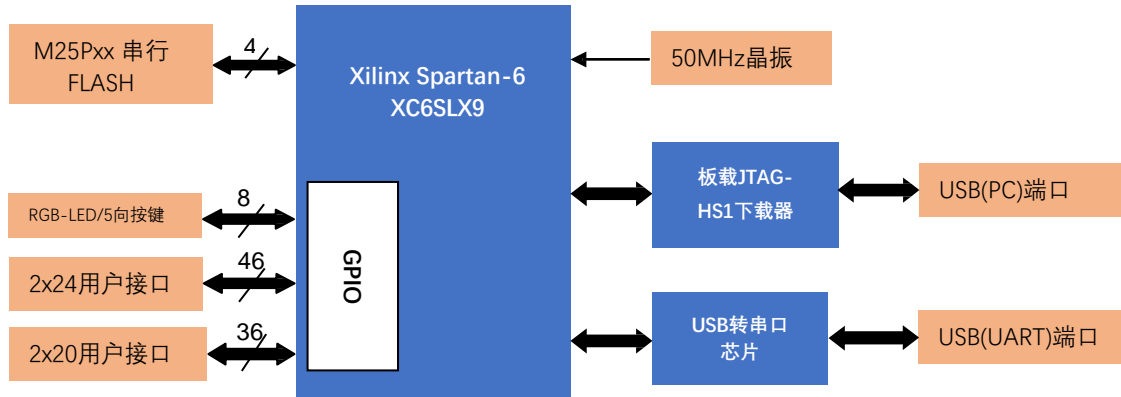 M25Pxx 串行
FLASH
4
Xilinx Spartan-6
XC6SLX9
50MHz晶振
板载JTAG-
HS1下载器
USB(PC)端口
RGB-LED/5向按键
8
GPIO
2x24用户接口
46
2x20用户接口
36
USB转串口
芯片
USB(UART)端口